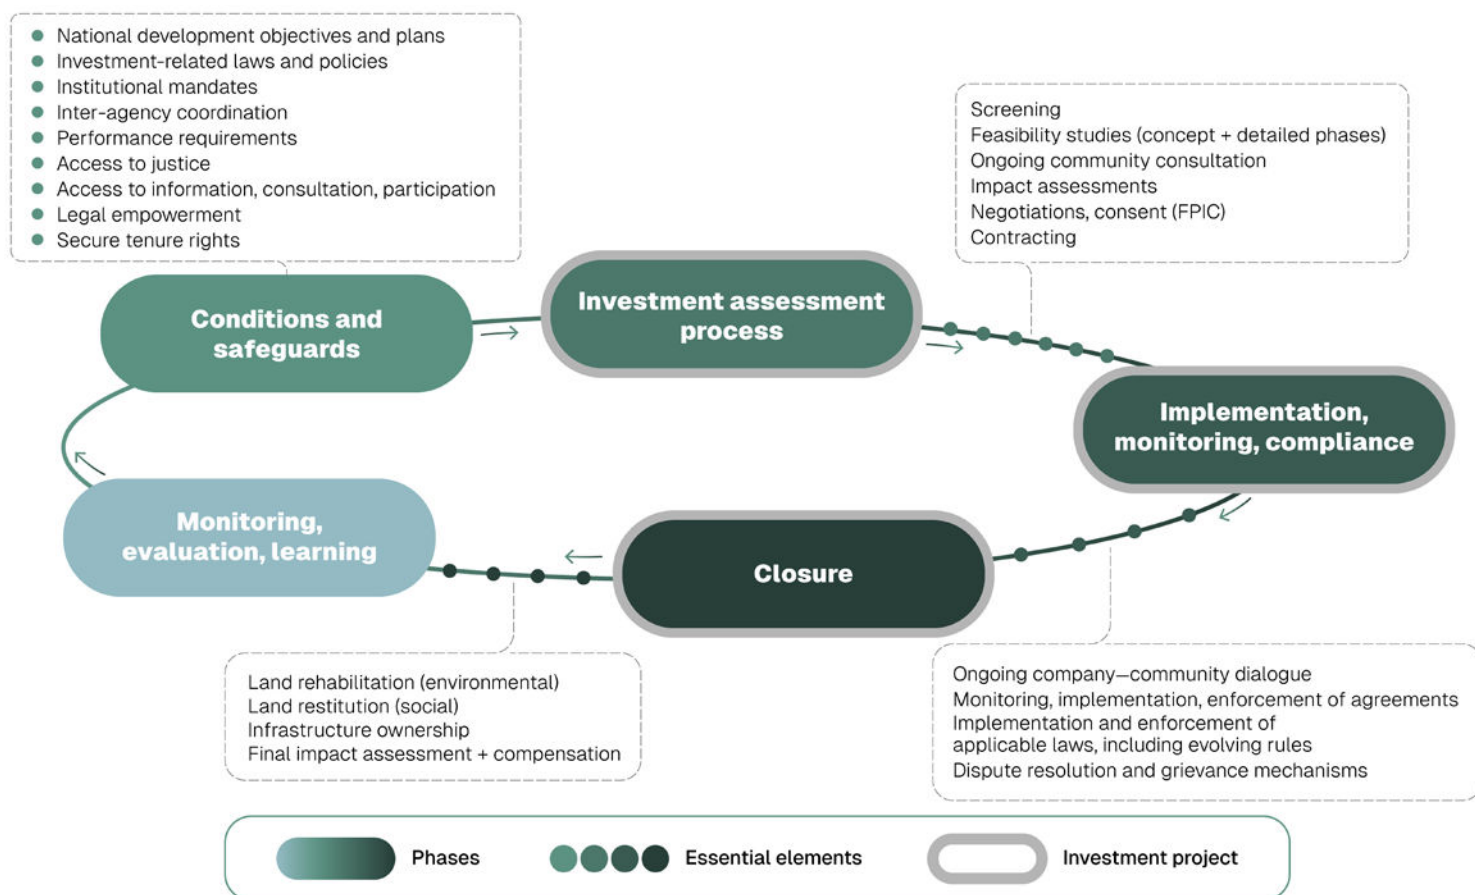 National development objectives and plans
Investment-related laws and policies
Institutional mandates
Inter-agency coordination
Performance requirements
Access to justice
Access to information, consultation, participation
Legal empowerment
Secure tenure rights
Screening
Feasibility studies (concept + detailed phases)
Ongoing community consultation
Impact assessments
Negotiations, consent (FPIC)
Contracting
Conditions and
safeguards
Investment assessment
process
Implementation,
monitoring, compliance
Monitoring,
evaluation, learning
Closure
Land rehabilitation (environmental)
Land restitution (social)
Infrastructure ownership
Final impact assessment + compensation
Ongoing company—community dialogue
Monitoring, implementation, enforcement of agreements
Implementation and enforcement of
applicable laws, including evolving rules
Dispute resolution and grievance mechanisms
Phases
Essential elements
Investment project